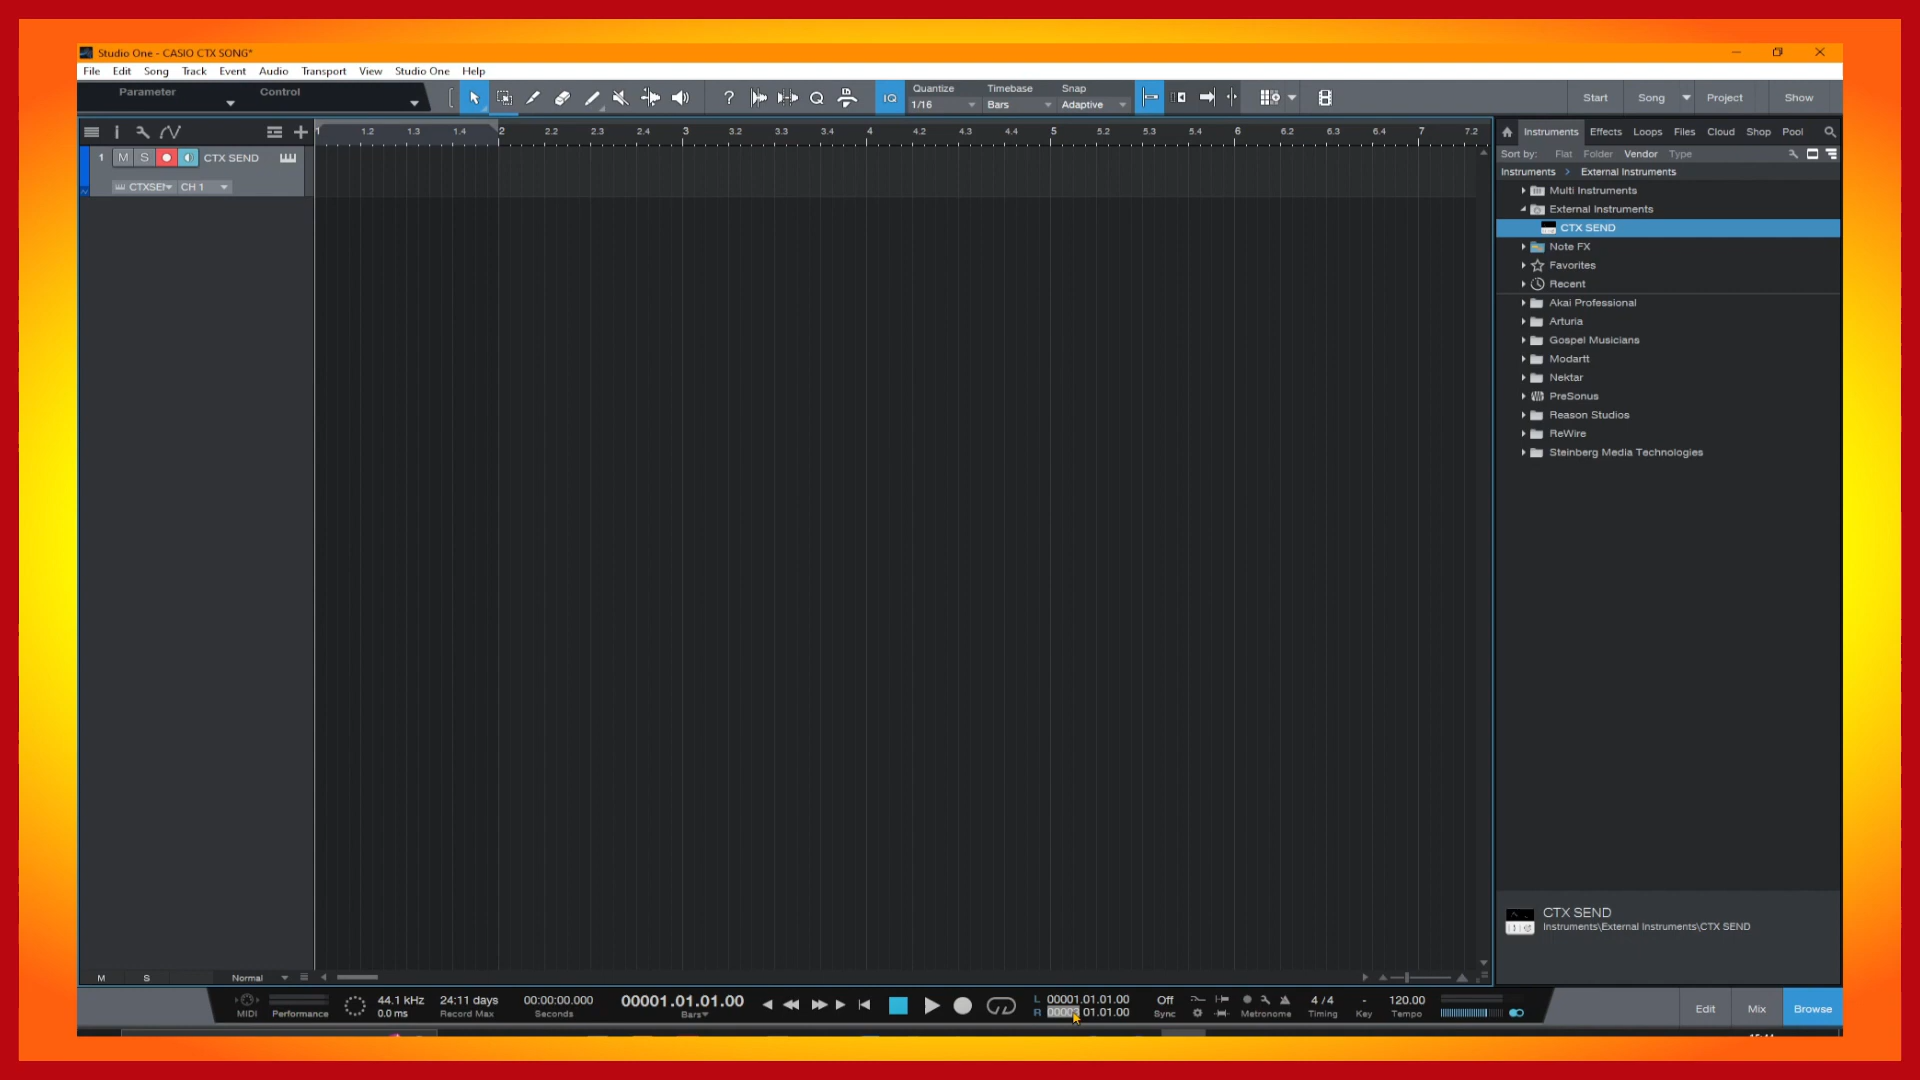 Studio One - CASIO CTX SONG*
File Edit Song Track Event Audio Transport View Studio One Help
Parameter Control
Quantize Timebase Snap
1/16 Bars Adaptive
IQ
Start Song Project Show
1 1.2 1.3 1.4 2 2.2 2.3 2.4 3 3.2 3.3 3.4 4 4.2 4.3 4.4 5 5.2 5.3 5.4 6 6.2 6.3 6.4 7 7.2
1 M S CTX SEND
CH 1
Instruments Effects Loops Files Cloud Shop Pool
Sort by: Flat Folder Vendor Type
Instruments > External Instruments
Multi Instruments
External Instruments
CTX SEND
Note FX
Favorites
Recent
Akai Professional
Arturia
Gospel Musicians
Modartt
Nektar
PreSonus
Reason Studios
ReWire
Steinberg Media Technologies
CTX SEND
Instruments\External Instruments\CTX SEND
M S Normal
MIDI
Performance
44.1 kHz
0.0 ms
24:11 days
Record Max
00:00:00.000
Seconds
00001.01.01.00
Bars
L 00001.01.01.00
R 01.01.00
Off
Sync
Metronome
4 / 4
Timing
-
Key
120.00
Tempo
Edit Mix Browse